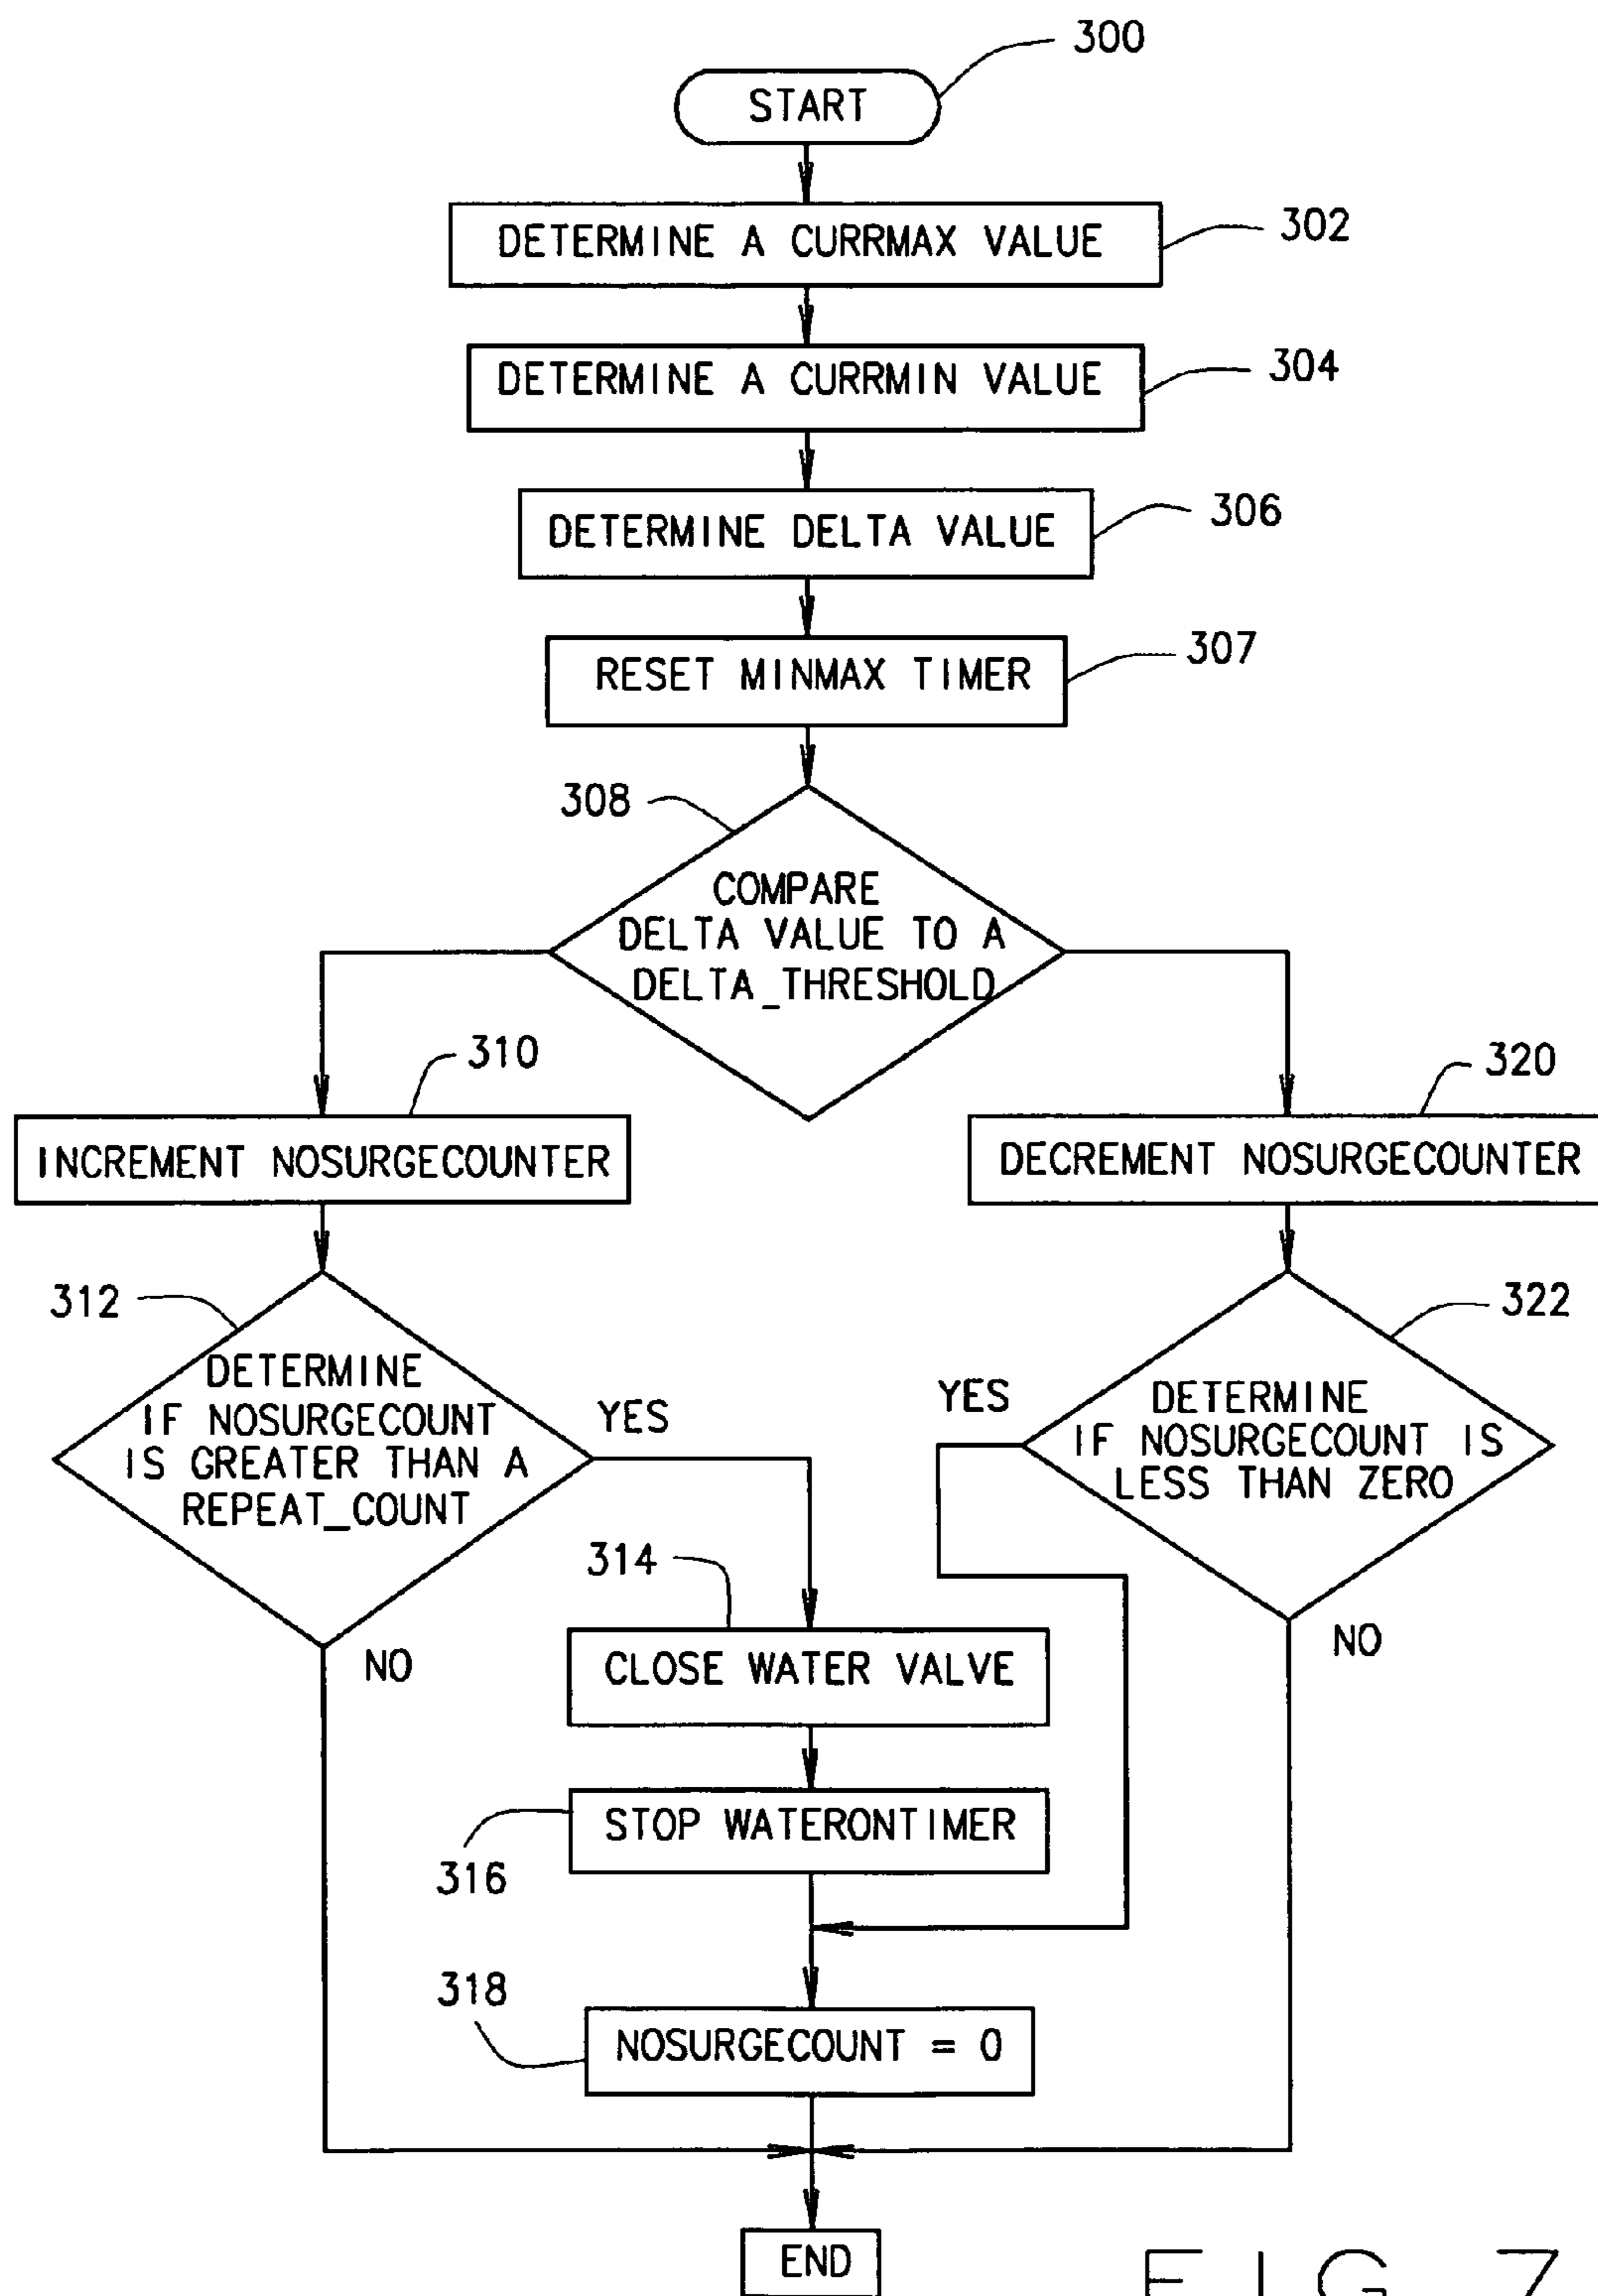 300
START
DETERMINE A CURRMAX VALUE
302
DETERMINE A CURRMIN VALUE
304
DETERMINE DELTA VALUE
306
RESET MINMAX TIMER
307
308
COMPARE
DELTA VALUE TO A
DELTA_THRESHOLD
310
INCREMENT NOSURGECOUNTER
320
DECREMENT NOSURGECOUNTER
312
DETERMINE
IF NOSURGECOUNT
IS GREATER THAN A
REPEAT_COUNT
YES
NO
322
DETERMINE
IF NOSURGECOUNT IS
LESS THAN ZERO
YES
NO
314
CLOSE WATER VALVE
STOP WATERONTIMER
316
318
NOSURGECOUNT = 0
END
FIG. 7